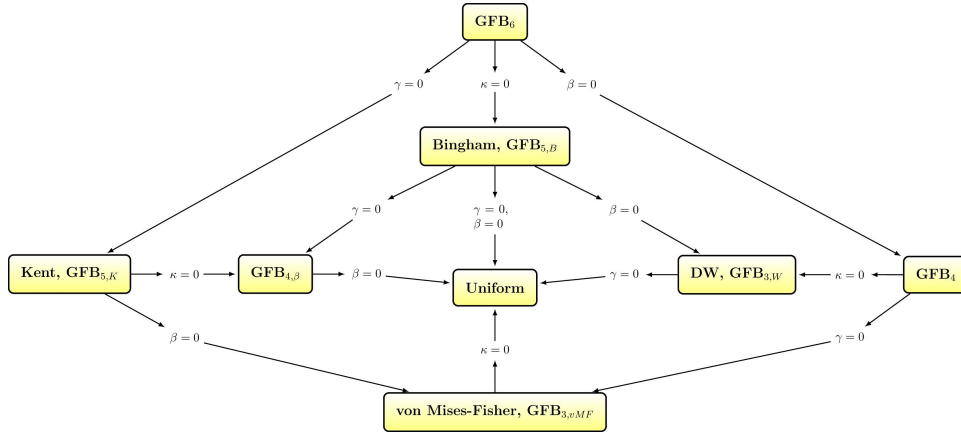 GFB₆
γ = 0
κ = 0
β = 0
Bingham, GFB₅,B
γ = 0
γ = 0,
β = 0
β = 0
Kent, GFB₅,K
κ = 0
GFB₄,β
β = 0
Uniform
γ = 0
DW, GFB₃,W
κ = 0
GFB₄
β = 0
κ = 0
γ = 0
von Mises-Fisher, GFB₃,vMF